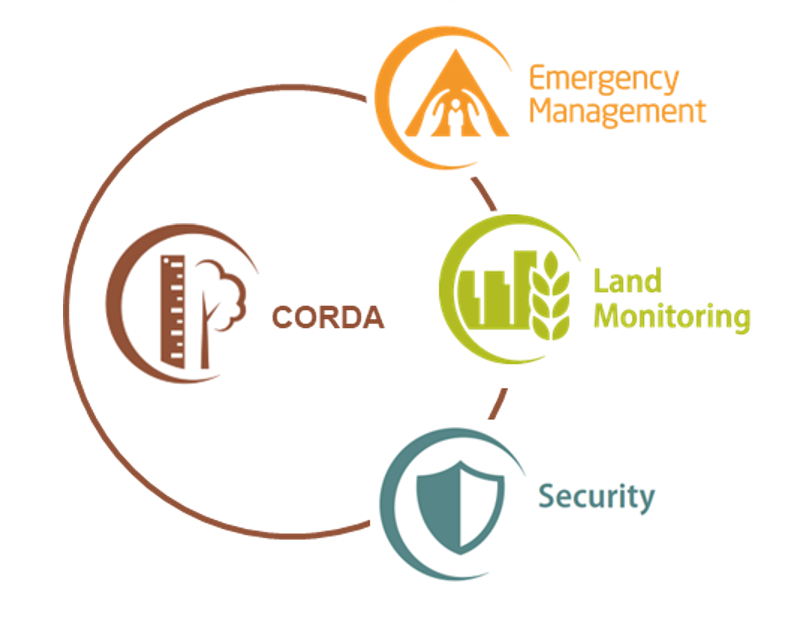 Emergency
Management
CORDA
Land
Monitoring
Security